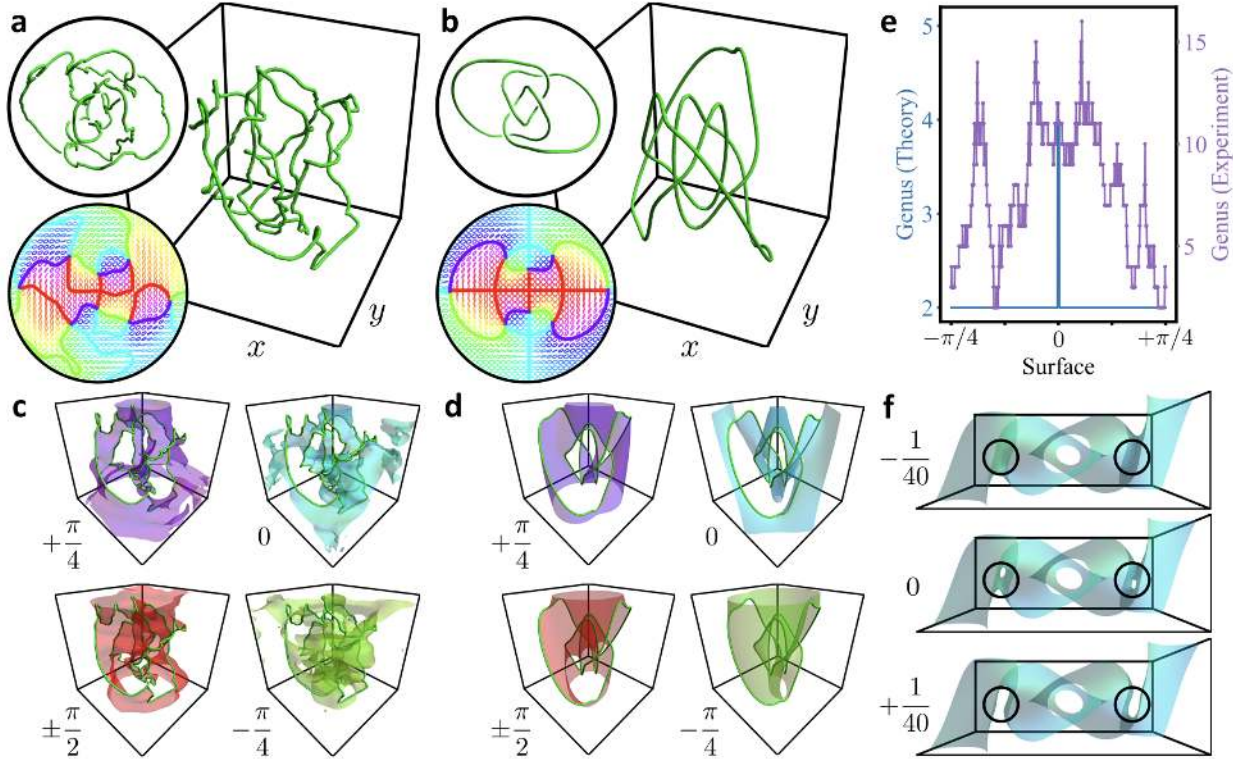 a
x
y
b
x
y
e
Genus (Theory)
5
4
3
2
Genus (Experiment)
15
10
5
−π/4
0
+π/4
Surface
c
+π/4
0
±π/2
−π/4
d
+π/4
0
±π/2
−π/4
f
−1/40
0
+1/40